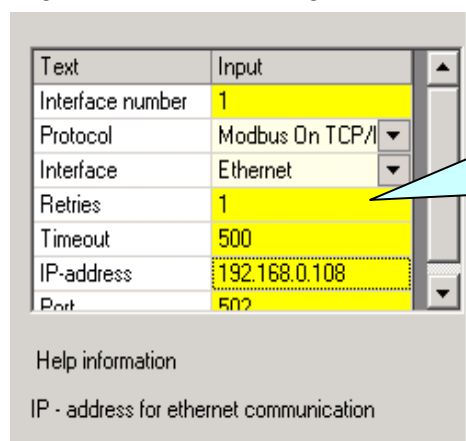 Text Input
Interface number 1
Protocol Modbus On TCP/I
Interface Ethernet
Retries 1
Timeout 500
IP-address 192.168.0.108
Port 502
Help information
IP - address for ethernet communication